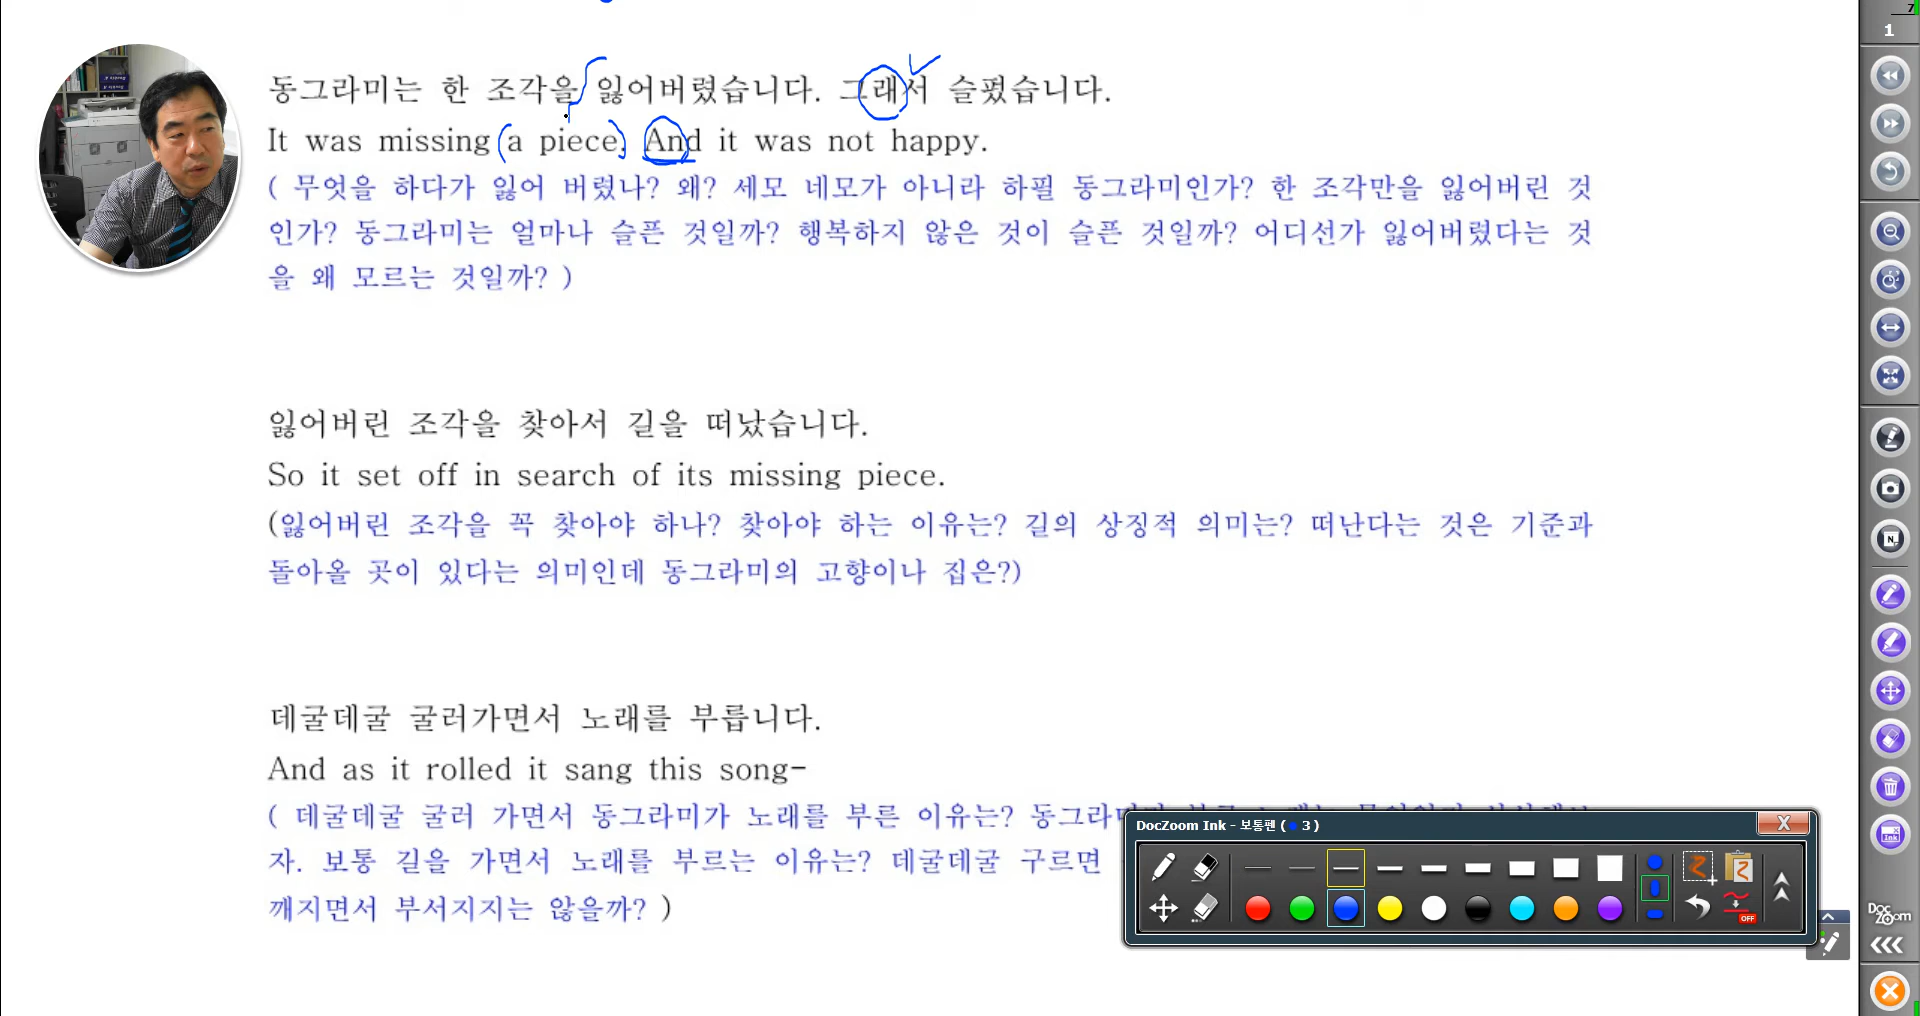 7
1
동그라미는 한 조각을 잃어버렸습니다. 그래서 슬펐습니다.
It was missing a piece. And it was not happy.
( 무엇을 하다가 잃어 버렸나? 왜? 세모 네모가 아니라 하필 동그라미인가? 한 조각만을 잃어버린 것
인가? 동그라미는 얼마나 슬픈 것일까? 행복하지 않은 것이 슬픈 것일까? 어디선가 잃어버렸다는 것
을 왜 모르는 것일까? )
잃어버린 조각을 찾아서 길을 떠났습니다.
So it set off in search of its missing piece.
(잃어버린 조각을 꼭 찾아야 하나? 찾아야 하는 이유는? 길의 상징적 의미는? 떠난다는 것은 기준과
돌아올 곳이 있다는 의미인데 동그라미의 고향이나 집은?)
데굴데굴 굴러가면서 노래를 부릅니다.
And as it rolled it sang this song-
( 데굴데굴 굴러 가면서 동그라미가 노래를 부른 이유는?
자. 보통 길을 가면서 노래를 부르는 이유는? 데굴데굴 구르면
깨지면서 부서지지는 않을까? )
DocZoom Ink - 보통펜 ( 3 )
OFF
N
Ink
Doc
Zoom